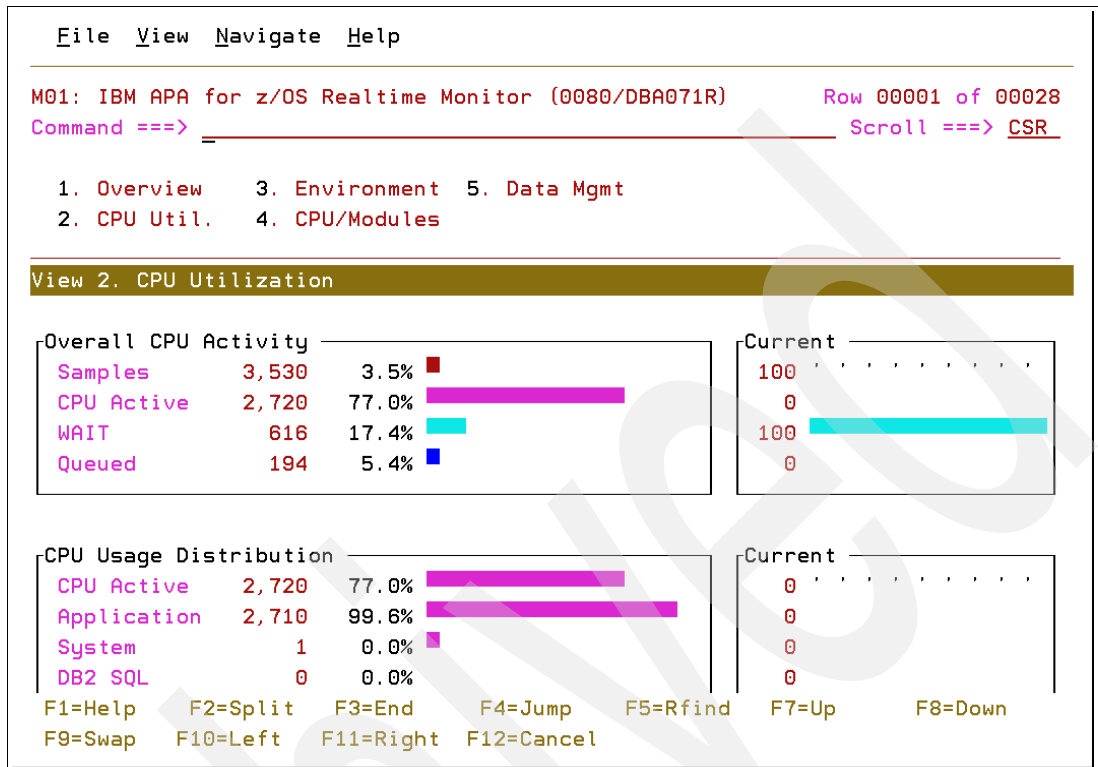 File View Navigate Help
M01: IBM APA for z/OS Realtime Monitor (0080/DBA071R) Row 00001 of 00028
Command ===> _ Scroll ===> CSR
1. Overview 3. Environment 5. Data Mgmt
2. CPU Util. 4. CPU/Modules
View 2. CPU Utilization
Overall CPU Activity Current
Samples 3,530 3.5% 100
CPU Active 2,720 77.0% 0
WAIT 616 17.4% 100
Queued 194 5.4% 0
CPU Usage Distribution Current
CPU Active 2,720 77.0% 0
Application 2,710 99.6% 0
System 1 0.0% 0
DB2 SQL 0 0.0% 0
F1=Help F2=Split F3=End F4=Jump F5=Rfind F7=Up F8=Down
F9=Swap F10=Left F11=Right F12=Cancel